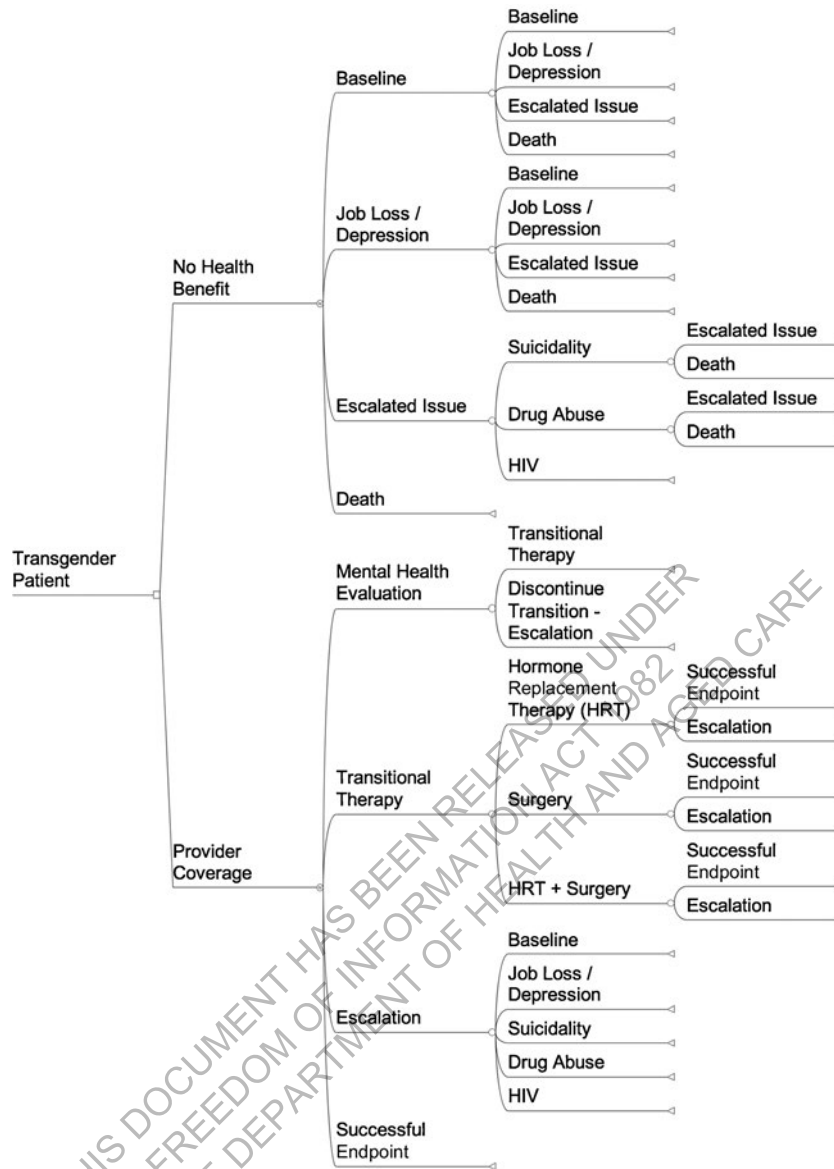 Transgender
Patient
No Health
Benefit
Baseline
Baseline
Job Loss /
Depression
Escalated Issue
Death
Job Loss /
Depression
Baseline
Job Loss /
Depression
Escalated Issue
Death
Escalated Issue
Suicidality
Escalated Issue
Death
Drug Abuse
Escalated Issue
Death
HIV
Death
Provider
Coverage
Mental Health
Evaluation
Transitional
Therapy
Discontinue
Transition -
Escalation
Transitional
Therapy
Hormone
Replacement
Therapy (HRT)
Successful
Endpoint
Escalation
Surgery
Successful
Endpoint
Escalation
HRT + Surgery
Successful
Endpoint
Escalation
Escalation
Baseline
Job Loss /
Depression
Suicidality
Drug Abuse
HIV
Successful
Endpoint
THIS DOCUMENT HAS BEEN RELEASED UNDER
FREEDOM OF INFORMATION ACT 1982
DEPARTMENT OF HEALTH AND AGED CARE